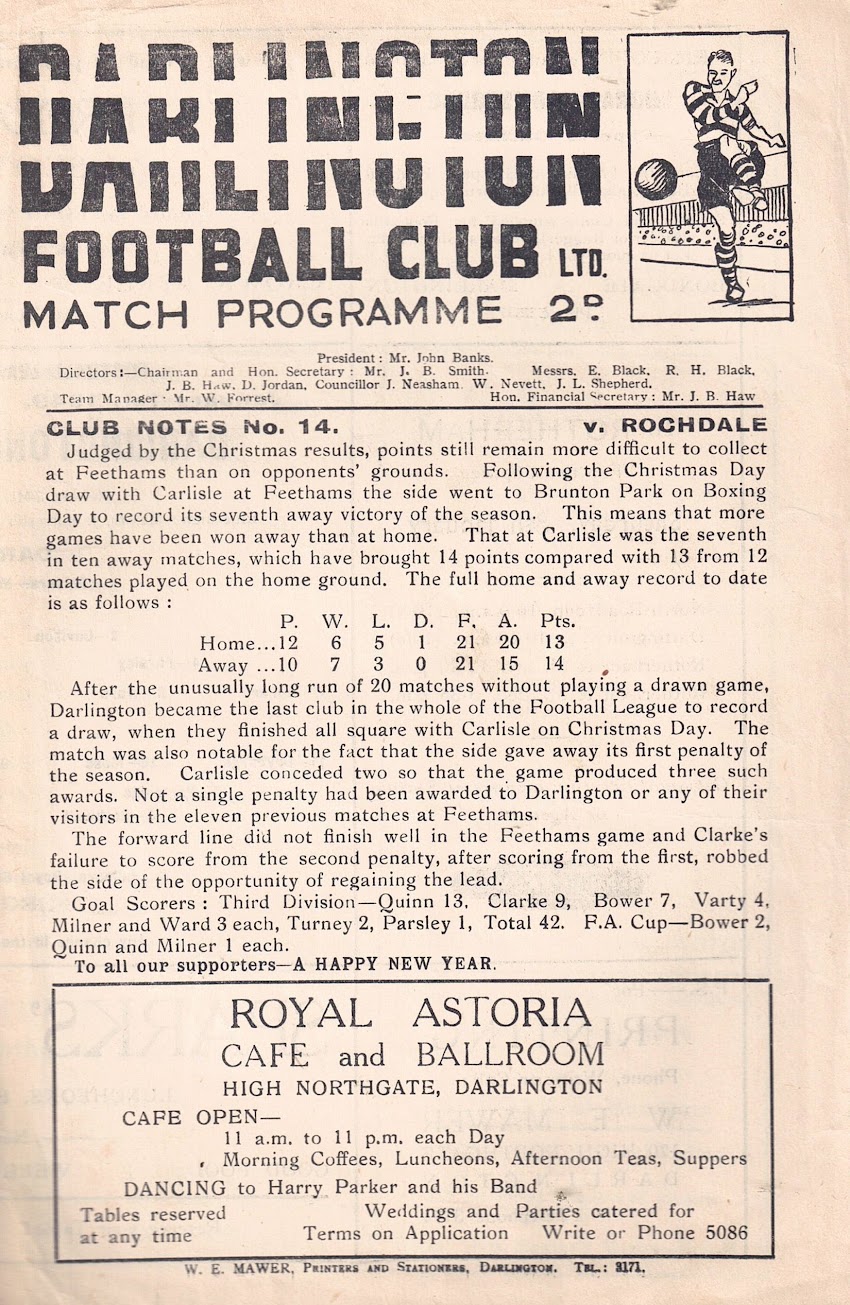 DARLINGTON
DARLINGTON
DARLINGTON
FOOTBALL CLUB LTD.
MATCH PROGRAMME 2D.
President : Mr. John Banks.
Directors :—Chairman and Hon. Secretary : Mr. J. B. Smith. Messrs. E. Black, R. H. Black,
J. B. Haw, D. Jordan, Councillor J. Neasham, W. Nevett, J. L. Shepherd.
Team Manager : Mr. W. Forrest. Hon. Financial Secretary : Mr. J. B. Haw
CLUB NOTES No. 14. v. ROCHDALE
Judged by the Christmas results, points still remain more difficult to collect
at Feethams than on opponents' grounds. Following the Christmas Day
draw with Carlisle at Feethams the side went to Brunton Park on Boxing
Day to record its seventh away victory of the season. This means that more
games have been won away than at home. That at Carlisle was the seventh
in ten away matches, which have brought 14 points compared with 13 from 12
matches played on the home ground. The full home and away record to date
is as follows :
P. W. L. D. F. A. Pts.
Home...12 6 5 1 21 20 13
Away ...10 7 3 0 21 15 14
After the unusually long run of 20 matches without playing a drawn game,
Darlington became the last club in the whole of the Football League to record
a draw, when they finished all square with Carlisle on Christmas Day. The
match was also notable for the fact that the side gave away its first penalty of
the season. Carlisle conceded two so that the game produced three such
awards. Not a single penalty had been awarded to Darlington or any of their
visitors in the eleven previous matches at Feethams.
The forward line did not finish well in the Feethams game and Clarke's
failure to score from the second penalty, after scoring from the first, robbed
the side of the opportunity of regaining the lead.
Goal Scorers : Third Division—Quinn 13, Clarke 9, Bower 7, Varty 4,
Milner and Ward 3 each, Turney 2, Parsley 1, Total 42. F.A. Cup—Bower 2,
Quinn and Milner 1 each.
To all our supporters—A HAPPY NEW YEAR.
ROYAL ASTORIA
CAFE and BALLROOM
HIGH NORTHGATE, DARLINGTON
CAFE OPEN—
11 a.m. to 11 p.m. each Day
Morning Coffees, Luncheons, Afternoon Teas, Suppers
DANCING to Harry Parker and his Band
Tables reserved Weddings and Parties catered for
at any time Terms on Application Write or Phone 5086
W. E. MAWER, PRINTERS AND STATIONERS, DARLINGTON. TEL.: 3171.